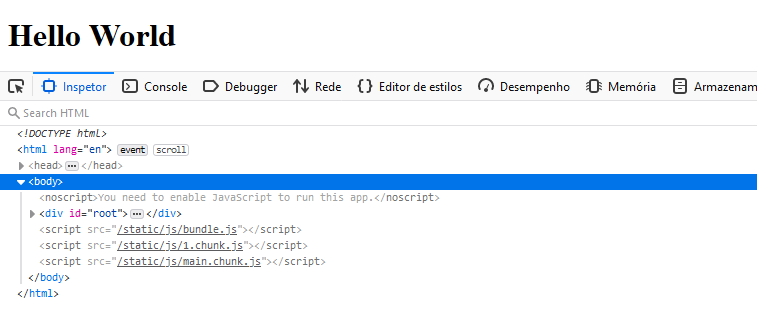 Hello World
Inspetor Console Debugger Rede Editor de estilos Desempenho Memória Armazenam
Search HTML
<!DOCTYPE html>
<html lang="en"> event scroll
<head> ••• </head>
<body>
<noscript>You need to enable JavaScript to run this app.</noscript>
<div id="root"> ••• </div>
<script src="/static/js/bundle.js"></script>
<script src="/static/js/1.chunk.js"></script>
<script src="/static/js/main.chunk.js"></script>
</body>
</html>